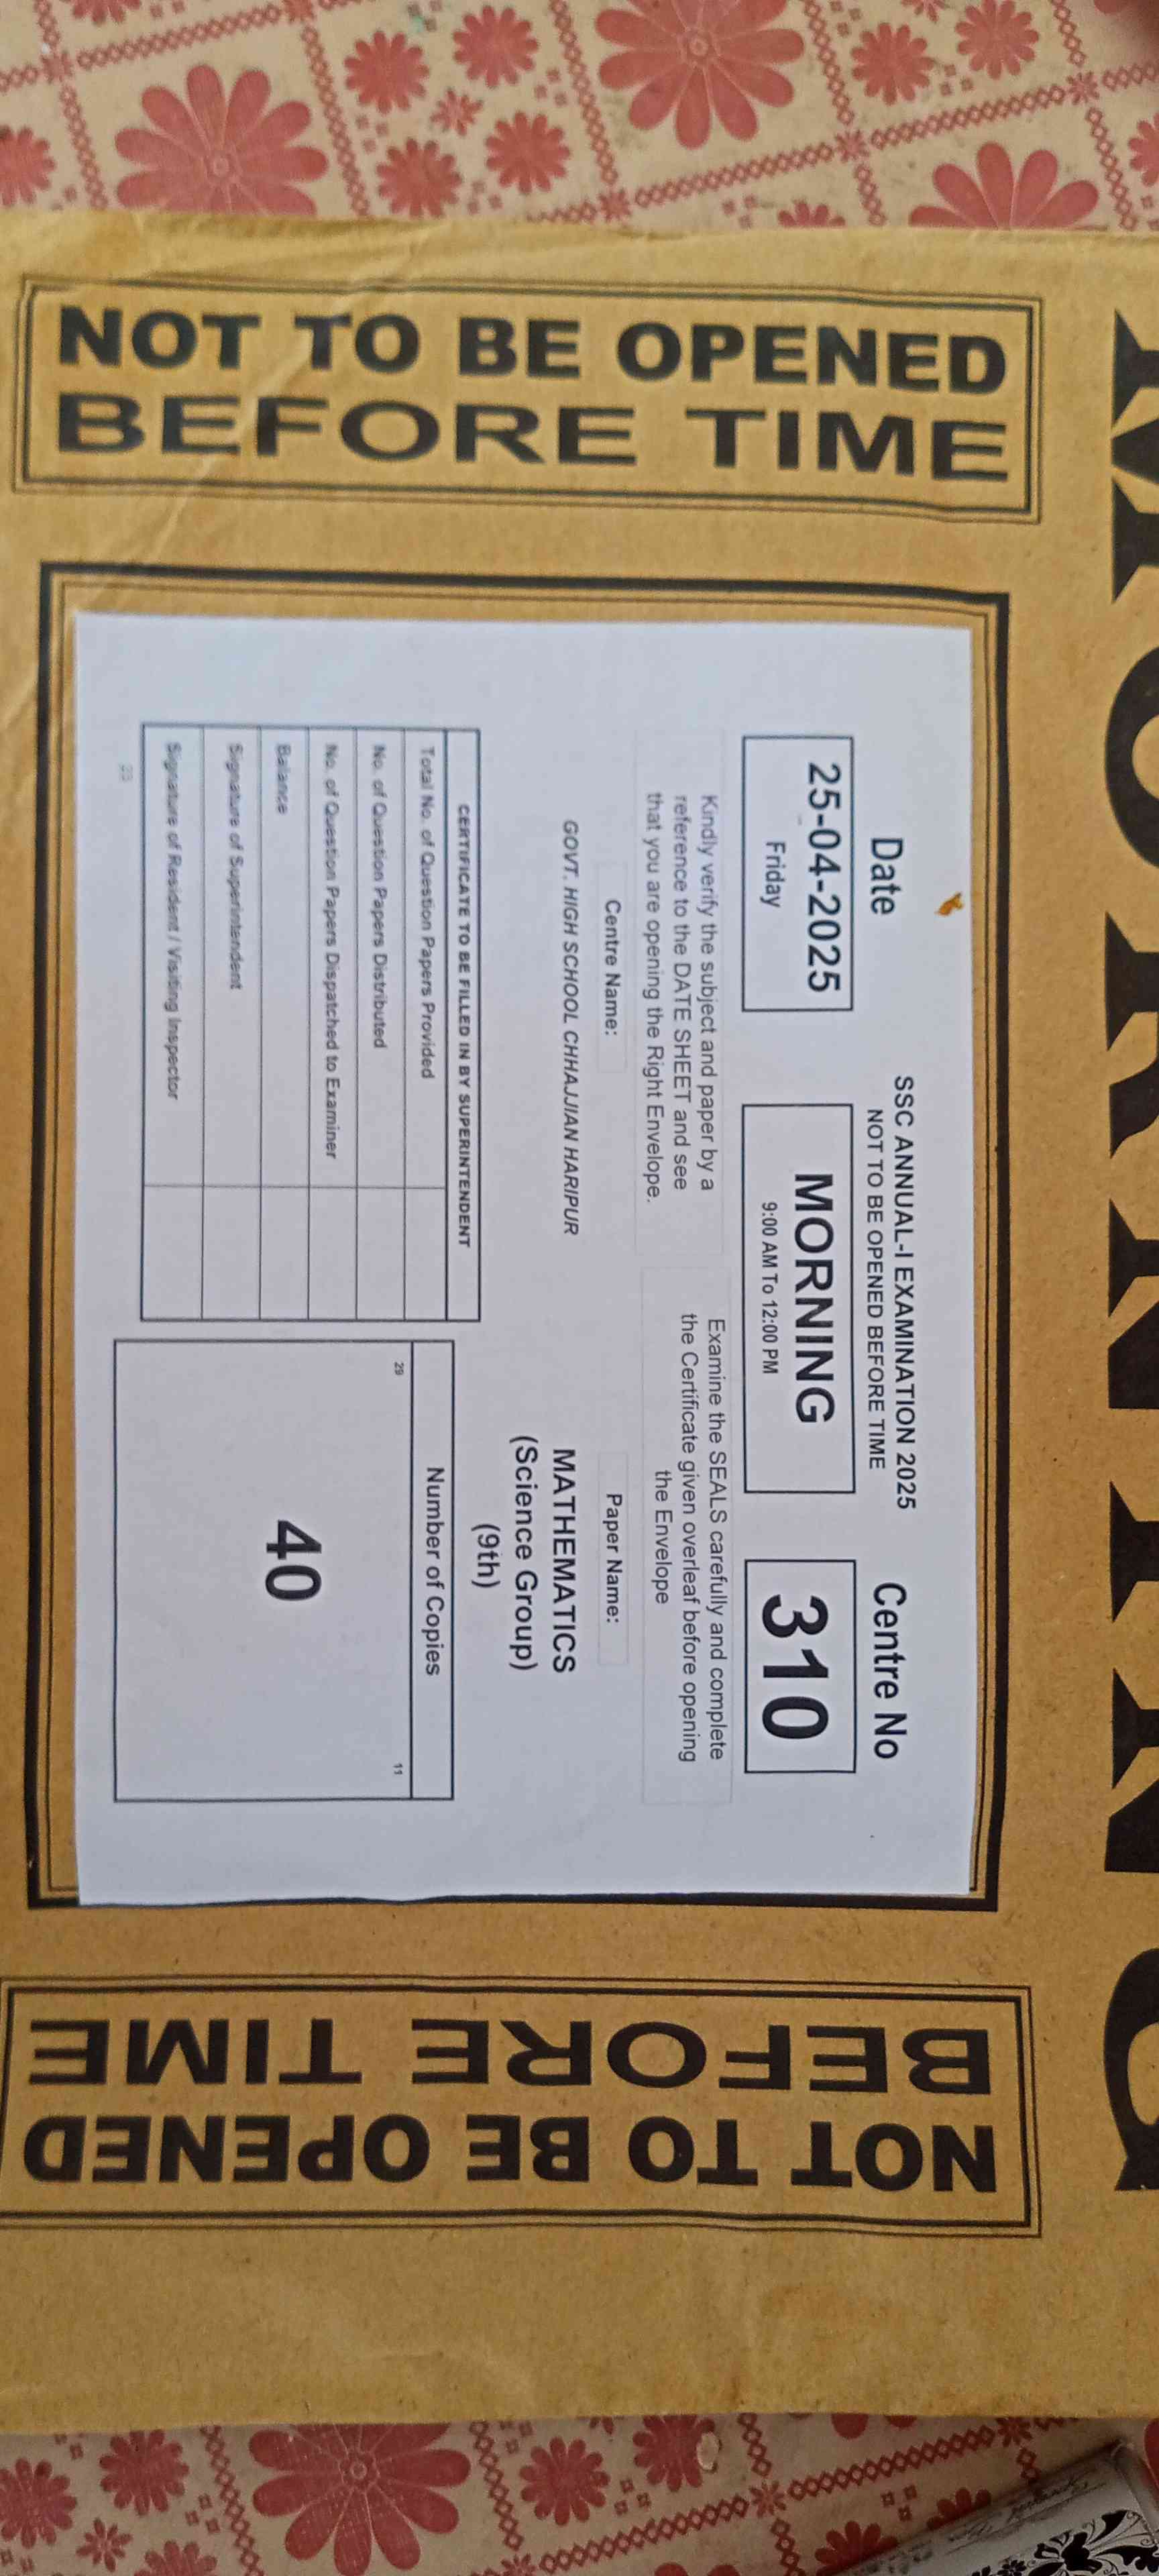 MORNING
NOT TO BE OPENED
BEFORE TIME
SSC ANNUAL-I EXAMINATION 2025
NOT TO BE OPENED BEFORE TIME
Date
25-04-2025
Friday
MORNING
9:00 AM To 12:00 PM
Centre No
310
Kindly verify the subject and paper by a
reference to the DATE SHEET and see
that you are opening the Right Envelope.
Examine the SEALS carefully and complete
the Certificate given overleaf before opening
the Envelope
Centre Name:
GOVT. HIGH SCHOOL CHHAJJIAN HARIPUR
Paper Name:
MATHEMATICS
(Science Group)
(9th)
CERTIFICATE TO BE FILLED IN BY SUPERINTENDENT
Total No. of Question Papers Provided
No. of Question Papers Distributed
No. of Question Papers Dispatched to Examiner
Balance
Signature of Superintendent
Signature of Resident / Visiting Inspector
Number of Copies
29
11
40
NOT TO BE OPENED
BEFORE TIME